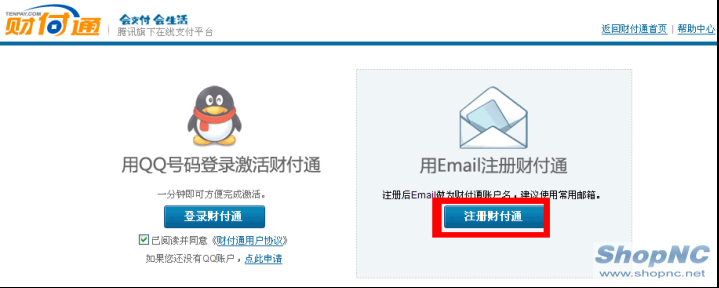 TENPAY.COM
财付通
会支付 会生活
腾讯旗下在线支付平台
返回财付通首页 | 帮助中心
用QQ号码登录激活财付通
一分钟即可方便完成激活。
登录财付通
已阅读并同意《财付通用户协议》
如果您还没有QQ账户，点此申请
用Email注册财付通
注册后Email做为财付通账户名，建议使用常用邮箱。
注册财付通
ShopNC
www.shopnc.net